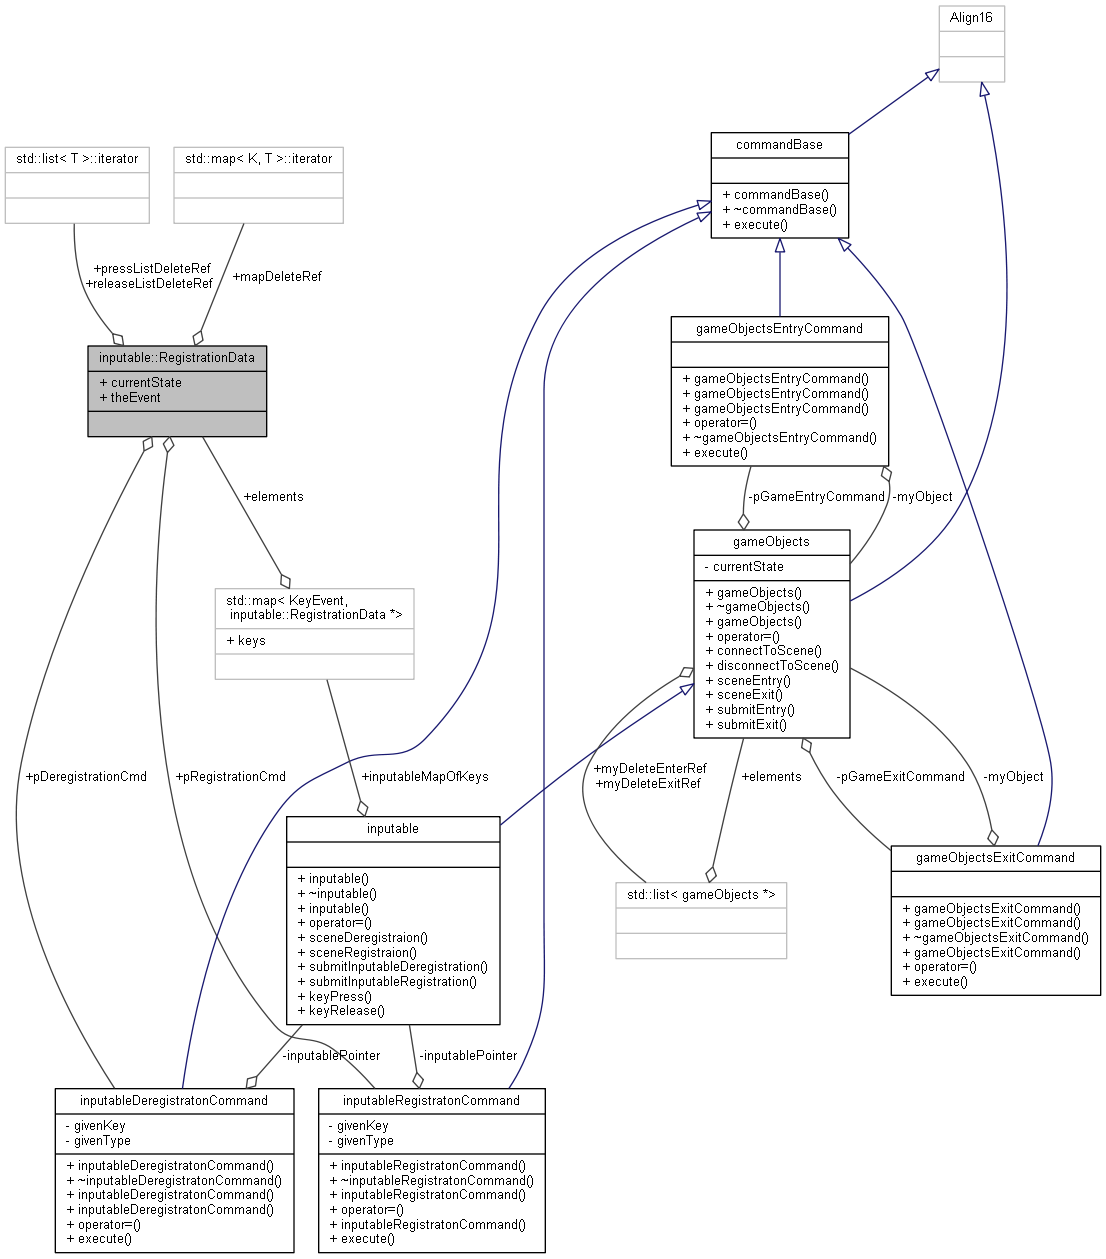 Align16
commandBase
+ commandBase()
+ ~commandBase()
+ execute()
std::list< T >::iterator
std::map< K, T >::iterator
+pressListDeleteRef
+releaseListDeleteRef
+mapDeleteRef
inputable::RegistrationData
+ currentState
+ theEvent
gameObjectsEntryCommand
+ gameObjectsEntryCommand()
+ gameObjectsEntryCommand()
+ gameObjectsEntryCommand()
+ operator=()
+ ~gameObjectsEntryCommand()
+ execute()
+elements
-pGameEntryCommand
-myObject
gameObjects
- currentState
+ gameObjects()
+ ~gameObjects()
+ gameObjects()
+ operator=()
+ connectToScene()
+ disconnectToScene()
+ sceneEntry()
+ sceneExit()
+ submitEntry()
+ submitExit()
std::map< KeyEvent,
inputable::RegistrationData *>
+ keys
+pDeregistrationCmd
+pRegistrationCmd
+inputableMapOfKeys
+myDeleteEnterRef
+myDeleteExitRef
+elements
-pGameExitCommand
-myObject
inputable
+ inputable()
+ ~inputable()
+ inputable()
+ operator=()
+ sceneDeregistraion()
+ sceneRegistraion()
+ submitInputableDeregistration()
+ submitInputableRegistration()
+ keyPress()
+ keyRelease()
std::list< gameObjects *>
gameObjectsExitCommand
+ gameObjectsExitCommand()
+ gameObjectsExitCommand()
+ ~gameObjectsExitCommand()
+ gameObjectsExitCommand()
+ operator=()
+ execute()
-inputablePointer
-inputablePointer
inputableDeregistratonCommand
- givenKey
- givenType
+ inputableDeregistratonCommand()
+ ~inputableDeregistratonCommand()
+ inputableDeregistratonCommand()
+ inputableDeregistratonCommand()
+ operator=()
+ execute()
inputableRegistratonCommand
- givenKey
- givenType
+ inputableRegistratonCommand()
+ ~inputableRegistratonCommand()
+ inputableRegistratonCommand()
+ operator=()
+ inputableRegistratonCommand()
+ execute()